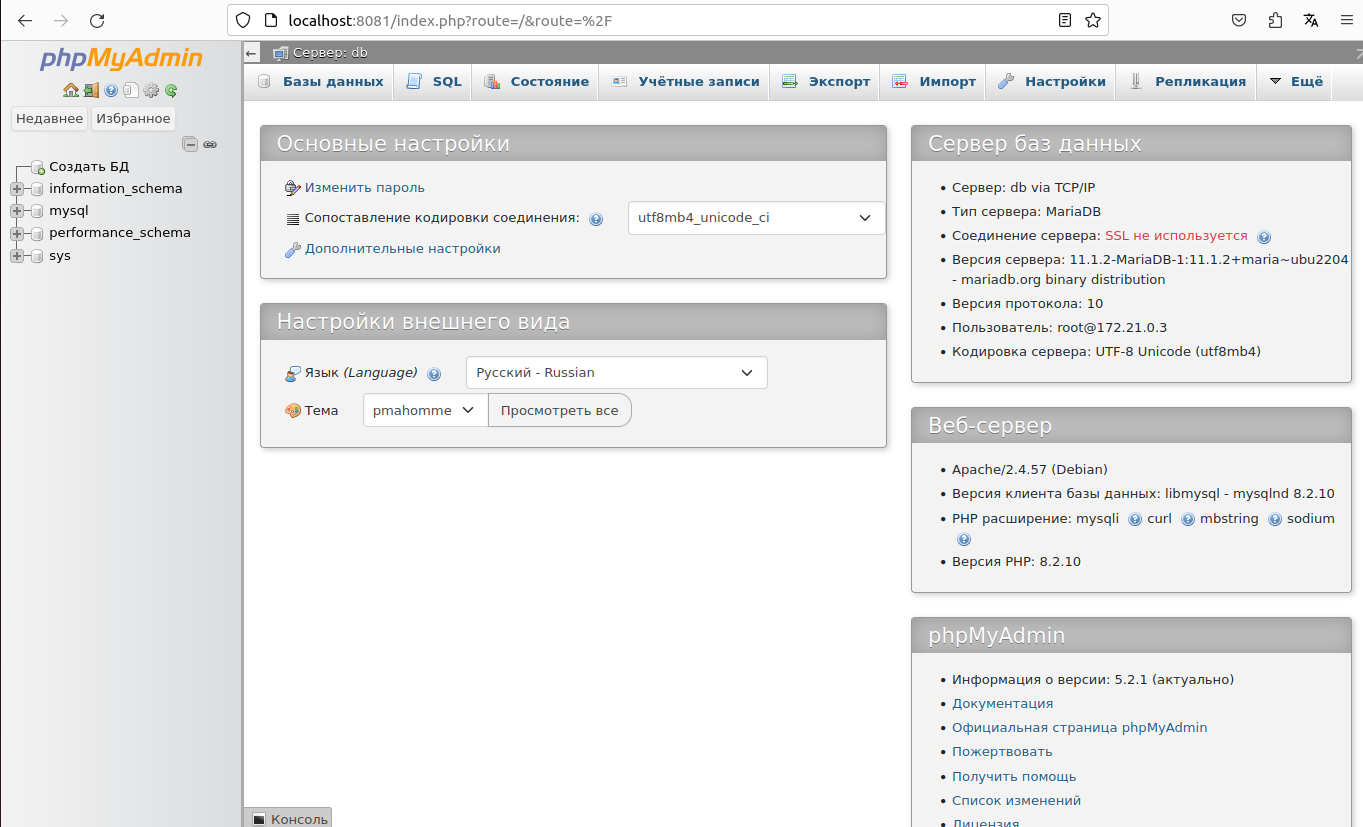 localhost:8081/index.php?route=/&route=%2F
phpMyAdmin
Недавнее Избранное
Создать БД
information_schema
mysql
performance_schema
sys
Сервер: db
Базы данных SQL Состояние Учётные записи Экспорт Импорт Настройки Репликация Ещё
Основные настройки
Изменить пароль
Сопоставление кодировки соединения: utf8mb4_unicode_ci
Дополнительные настройки
Настройки внешнего вида
Язык (Language) Русский - Russian
Тема pmahomme Просмотреть все
Сервер баз данных
• Сервер: db via TCP/IP
• Тип сервера: MariaDB
• Соединение сервера: SSL не используется
• Версия сервера: 11.1.2-MariaDB-1:11.1.2+maria~ubu2204
- mariadb.org binary distribution
• Версия протокола: 10
• Пользователь: root@172.21.0.3
• Кодировка сервера: UTF-8 Unicode (utf8mb4)
Веб-сервер
• Apache/2.4.57 (Debian)
• Версия клиента базы данных: libmysql - mysqlnd 8.2.10
• PHP расширение: mysqli curl mbstring sodium
• Версия PHP: 8.2.10
phpMyAdmin
• Информация о версии: 5.2.1 (актуально)
• Документация
• Официальная страница phpMyAdmin
• Пожертвовать
• Получить помощь
• Список изменений
• Лицензия
Консоль